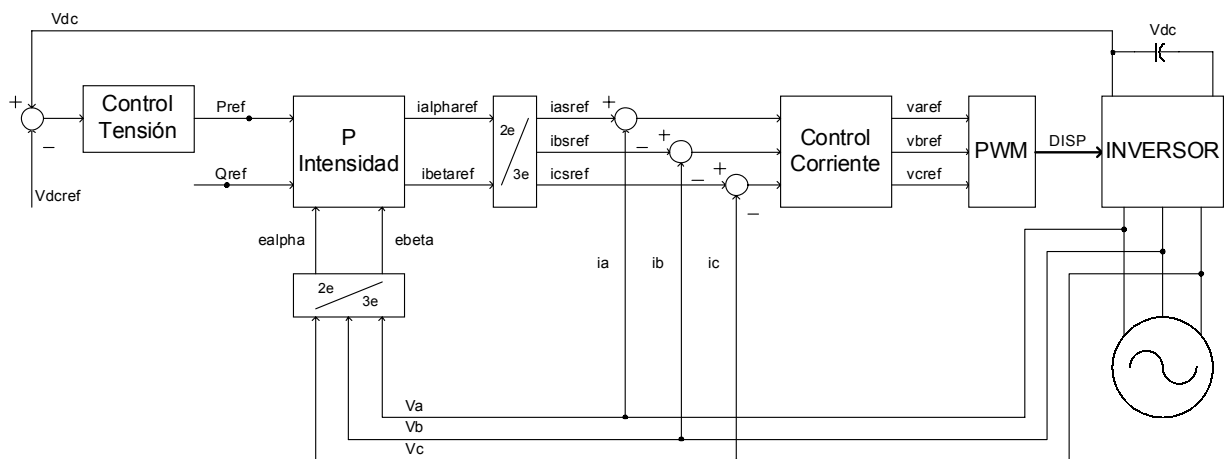 Vdc
Vdc
+
Control
Tensión
−
Vdcref
Pref
Qref
P
Intensidad
ialpharef
ibetaref
2e
3e
iasref
ibsref
icsref
+
−
+
−
+
−
Control
Corriente
varef
vbref
vcref
PWM
DISP
INVERSOR
ealpha
ebeta
2e
3e
ia
ib
ic
Va
Vb
Vc